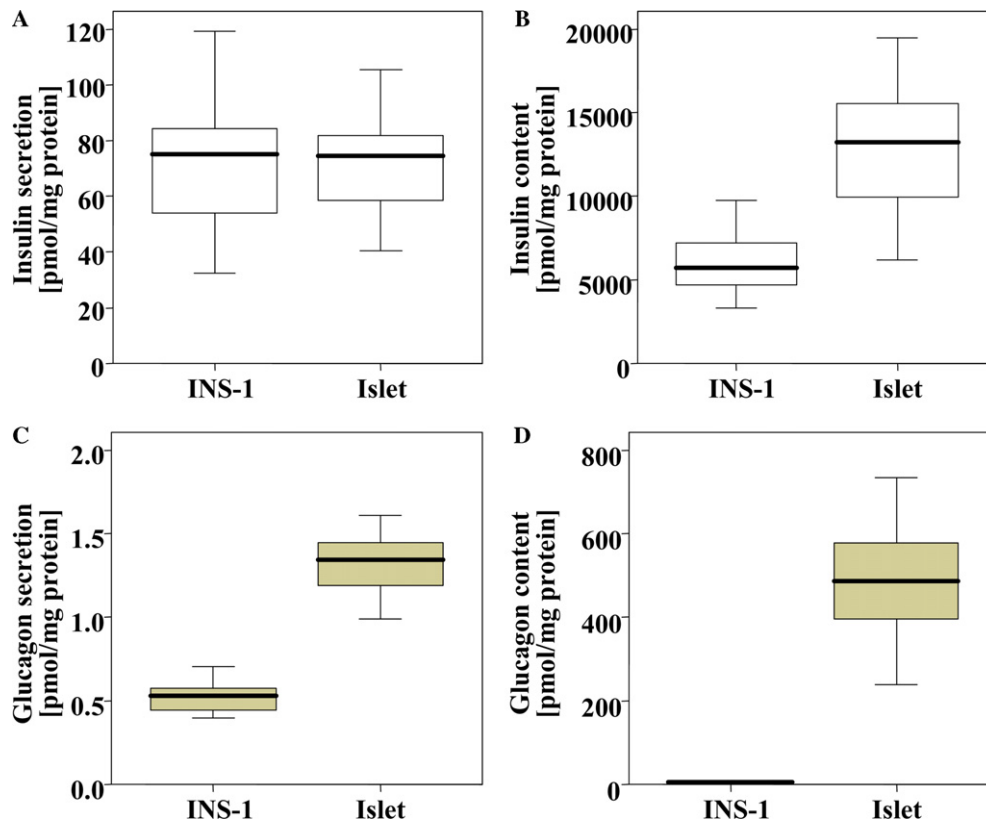 A
Insulin secretion
[pmol/mg protein]
120
100
80
60
40
20
0
INS-1 Islet
B
Insulin content
[pmol/mg protein]
20000
15000
10000
5000
0
INS-1 Islet
C
Glucagon secretion
[pmol/mg protein]
2.0
1.5
1.0
0.5
0.0
INS-1 Islet
D
Glucagon content
[pmol/mg protein]
800
600
400
200
0
INS-1 Islet